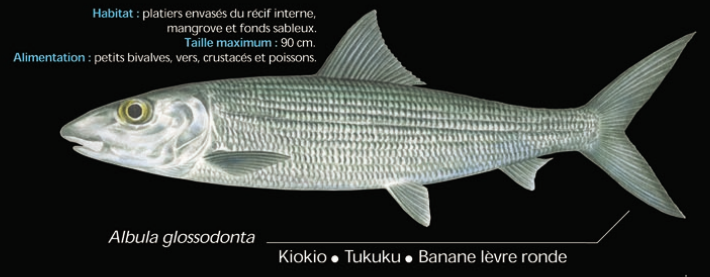 Habitat : platiers envasés du récif interne,
mangrove et fonds sableux.
Taille maximum : 90 cm.
Alimentation : petits bivalves, vers, crustacés et poissons.
Albula glossodonta
Kiokio ● Tukuku ● Banane lèvre ronde